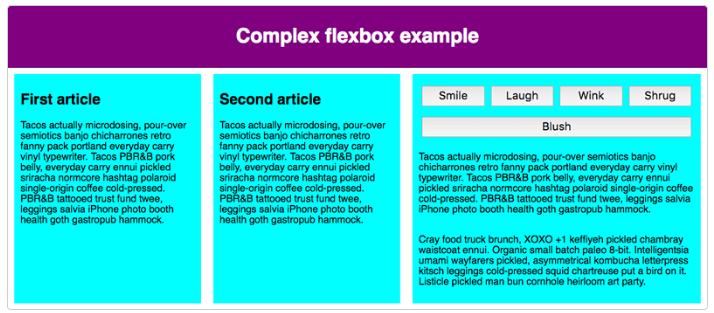 Complex flexbox example
First article
Tacos actually microdosing, pour-over
semiotics banjo chicharrones retro
fanny pack portland everyday carry
vinyl typewriter. Tacos PBR&B pork
belly, everyday carry ennui pickled
sriracha normcore hashtag polaroid
single-origin coffee cold-pressed.
PBR&B tattooed trust fund twee,
leggings salvia iPhone photo booth
health goth gastropub hammock.
Second article
Tacos actually microdosing, pour-over
semiotics banjo chicharrones retro
fanny pack portland everyday carry
vinyl typewriter. Tacos PBR&B pork
belly, everyday carry ennui pickled
sriracha normcore hashtag polaroid
single-origin coffee cold-pressed.
PBR&B tattooed trust fund twee,
leggings salvia iPhone photo booth
health goth gastropub hammock.
Smile Laugh Wink Shrug
Blush
Tacos actually microdosing, pour-over semiotics banjo
chicharrones retro fanny pack portland everyday carry vinyl
typewriter. Tacos PBR&B pork belly, everyday carry ennui
pickled sriracha normcore hashtag polaroid single-origin coffee
cold-pressed. PBR&B tattooed trust fund twee, leggings salvia
iPhone photo booth health goth gastropub hammock.
Cray food truck brunch, XOXO +1 keffiyeh pickled chambray
waistcoat ennui. Organic small batch paleo 8-bit. Intelligentsia
umami wayfarers pickled, asymmetrical kombucha letterpress
kitsch leggings cold-pressed squid chartreuse put a bird on it.
Listicle pickled man bun cornhole heirloom art party.